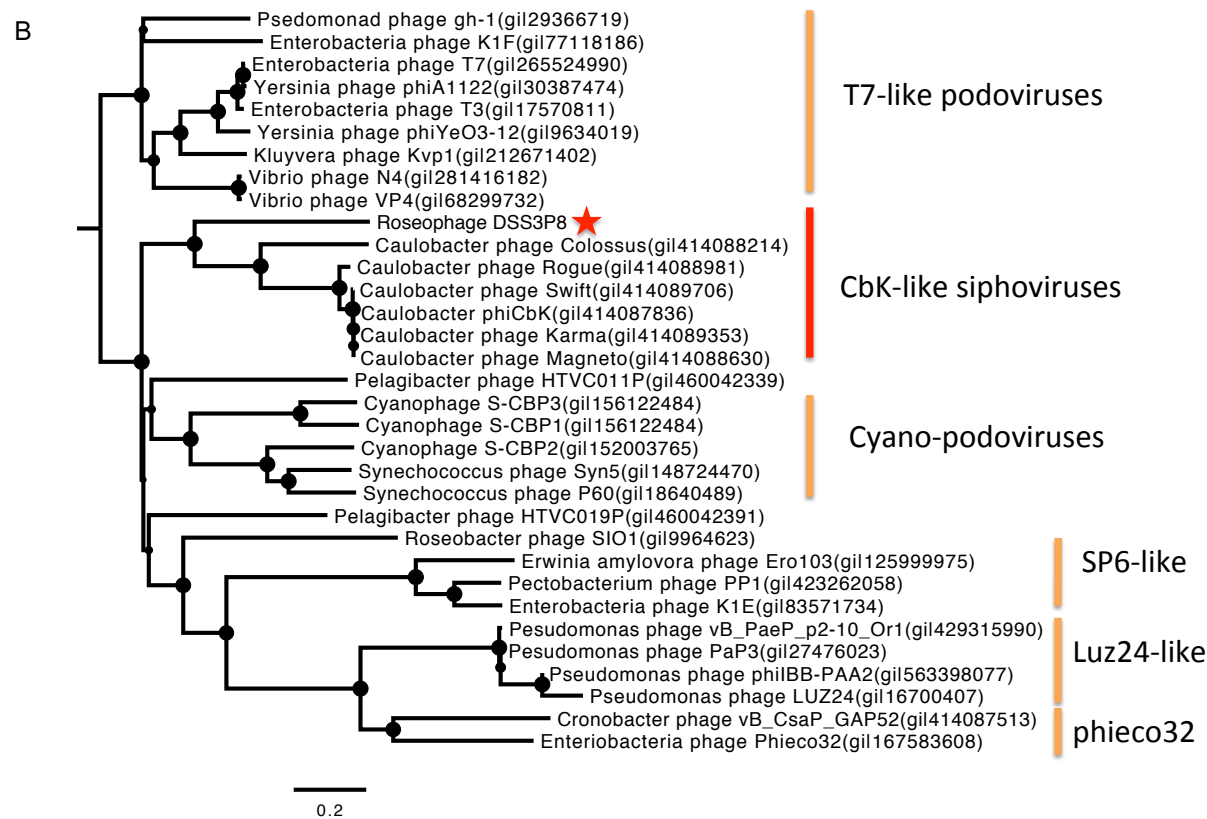 B
Psedomonad phage gh-1(gil29366719)
Enterobacteria phage K1F(gil77118186)
Enterobacteria phage T7(gil265524990)
Yersinia phage phiA1122(gil30387474)
Enterobacteria phage T3(gil17570811)
Yersinia phage phiYeO3-12(gil9634019)
Kluyvera phage Kvp1(gil212671402)
Vibrio phage N4(gil281416182)
Vibrio phage VP4(gil68299732)
T7-like podoviruses
Roseophage DSS3P8
Caulobacter phage Colossus(gil414088214)
Caulobacter phage Rogue(gil414088981)
Caulobacter phage Swift(gil414089706)
Caulobacter phiCbK(gil414087836)
Caulobacter phage Karma(gil414089353)
Caulobacter phage Magneto(gil414088630)
CbK-like siphoviruses
Pelagibacter phage HTVC011P(gil460042339)
Cyanophage S-CBP3(gil156122484)
Cyanophage S-CBP1(gil156122484)
Cyanophage S-CBP2(gil152003765)
Synechococcus phage Syn5(gil148724470)
Synechococcus phage P60(gil18640489)
Cyano-podoviruses
Pelagibacter phage HTVC019P(gil460042391)
Roseobacter phage SIO1(gil9964623)
Erwinia amylovora phage Ero103(gil125999975)
Pectobacterium phage PP1(gil423262058)
Enterobacteria phage K1E(gil83571734)
SP6-like
Pesudomonas phage vB_PaeP_p2-10_Or1(gil429315990)
Pesudomonas phage PaP3(gil27476023)
Pseudomonas phage philBB-PAA2(gil563398077)
Pseudomonas phage LUZ24(gil16700407)
Luz24-like
Cronobacter phage vB_CsaP_GAP52(gil414087513)
Enteriobacteria phage Phieco32(gil167583608)
phieco32
0.2